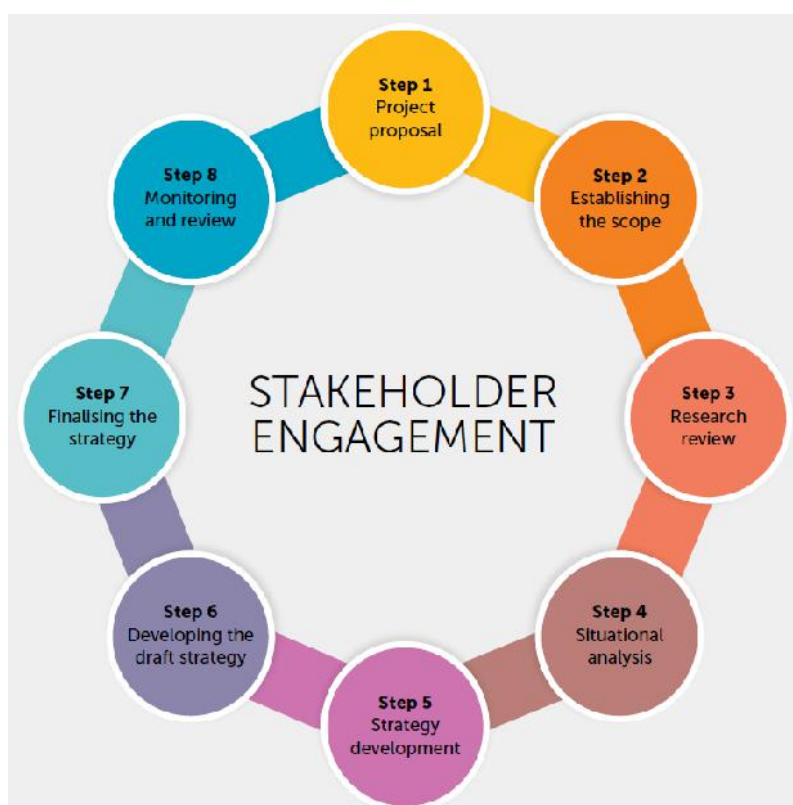 Step 1
Project
proposal
Step 2
Establishing
the scope
Step 3
Research
review
Step 4
Situational
analysis
Step 5
Strategy
development
Step 6
Developing the
draft strategy
Step 7
Finalising the
strategy
Step 8
Monitoring
and review
STAKEHOLDER
ENGAGEMENT